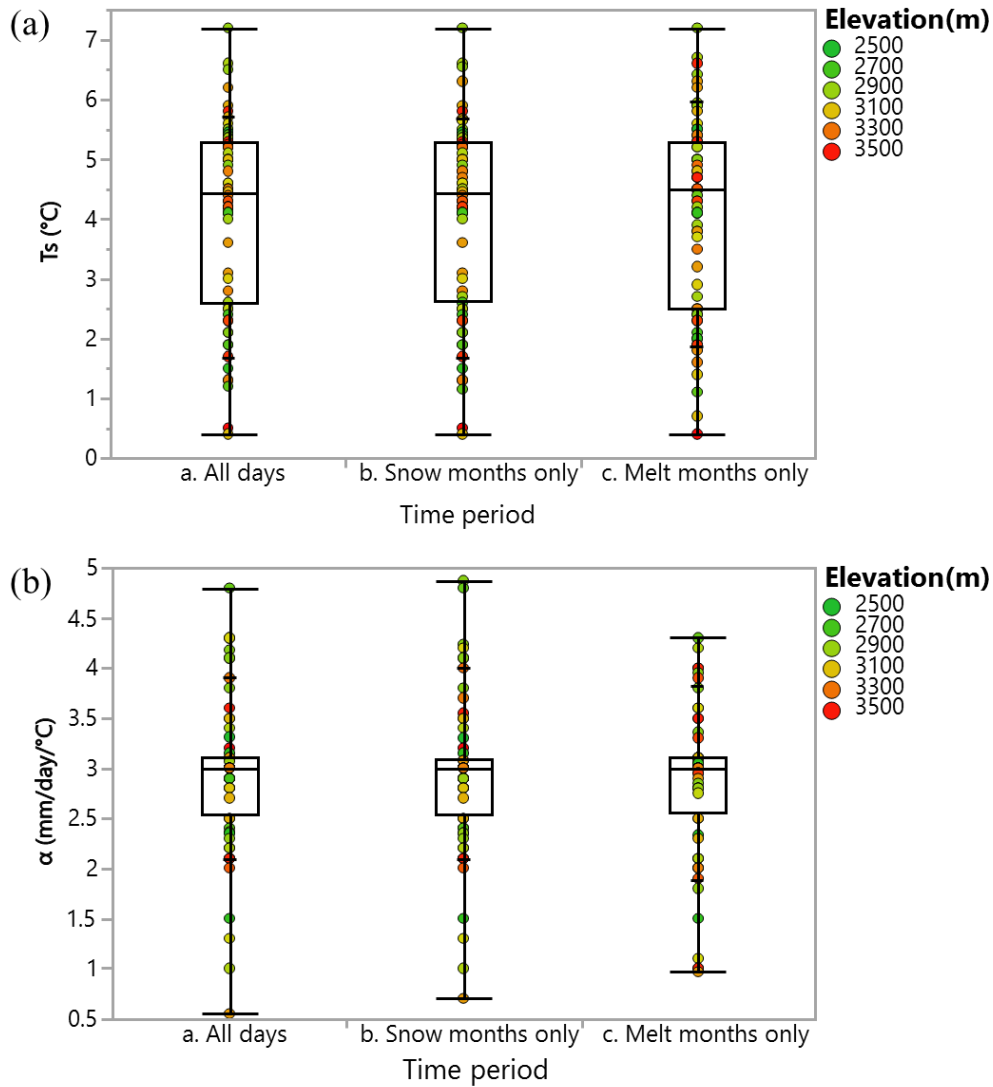 (a)
Ts (°C)
7
6
5
4
3
2
1
0
a. All days
b. Snow months only
c. Melt months only
Time period
Elevation(m)
2500
2700
2900
3100
3300
3500
(b)
α (mm/day/°C)
5
4.5
4
3.5
3
2.5
2
1.5
1
0.5
a. All days
b. Snow months only
c. Melt months only
Time period
Elevation(m)
2500
2700
2900
3100
3300
3500